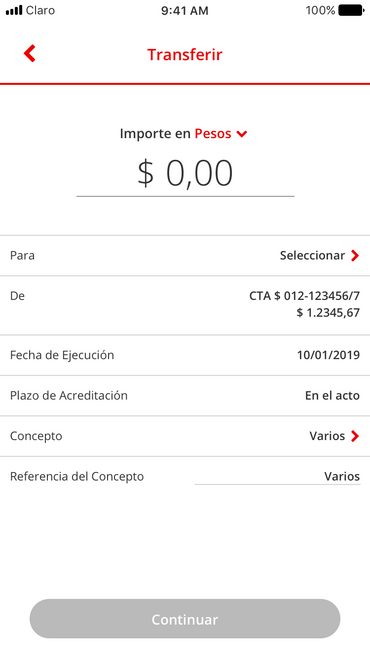 Claro 9:41 AM 100%
Transferir
Importe en Pesos
$ 0,00
Para Seleccionar
De CTA $ 012-123456/7
$ 1.2345,67
Fecha de Ejecución 10/01/2019
Plazo de Acreditación En el acto
Concepto Varios
Referencia del Concepto Varios
Continuar